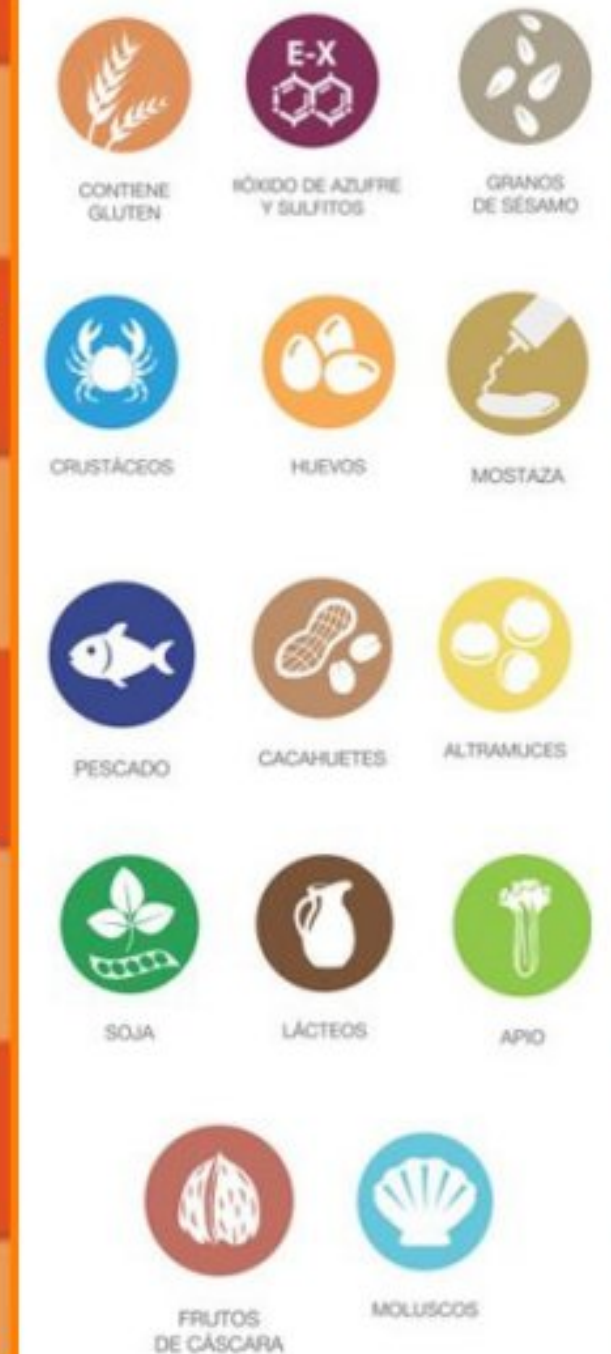 E-X
CONTIENE
GLUTEN
IÓXIDO DE AZUFRE
Y SULFITOS
GRANOS
DE SÉSAMO
CRUSTÁCEOS
HUEVOS
MOSTAZA
PESCADO
CACAHUETES
ALTRAMUCES
SOJA
LÁCTEOS
APIO
FRUTOS
DE CÁSCARA
MOLUSCOS